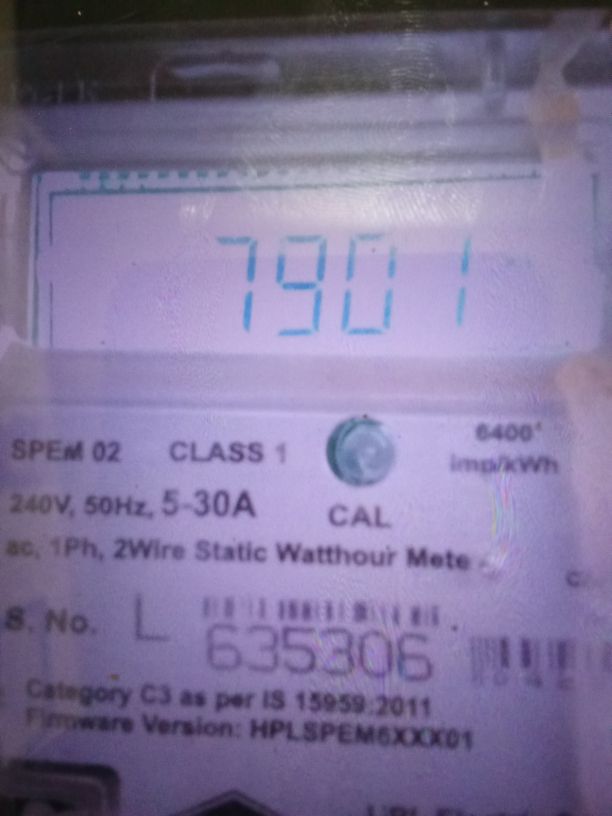 7901
SPEM 02 CLASS 1
6400
imp/kWh
240V, 50Hz, 5-30A
CAL
ac, 1Ph, 2Wire Static Watthour Mete
S. No. L
635306
Category C3 as per IS 15959:2011
Firmware Version: HPLSPEM6XXX01